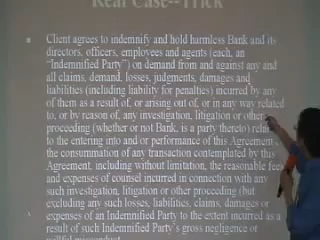 Real Case--Trick
Client agrees to indemnify and hold harmless Bank and its
directors, officers, employees and agents (each, an
"Indemnified Party") on demand from and against any and
all claims, demand, losses, judgments, damages and
liabilities (including liability for penalties) incurred by any
of them as a result of, or arising out of, or in any way related
to, or by reason of, any investigation, litigation or other
proceeding (whether or not Bank, is a party thereto)
to the entering into and or performance of this Agreement,
the consummation of any transaction contemplated by this
Agreement, including without limitation, the reasonable fees
and expenses of counsel incurred in connection with any
such investigation, litigation or other proceeding (but
excluding any such losses, liabilities, claims, damages or
expenses of an Indemnified Party to the extent incurred as a
result of such Indemnified Party's gross negligence or
willful misconduct